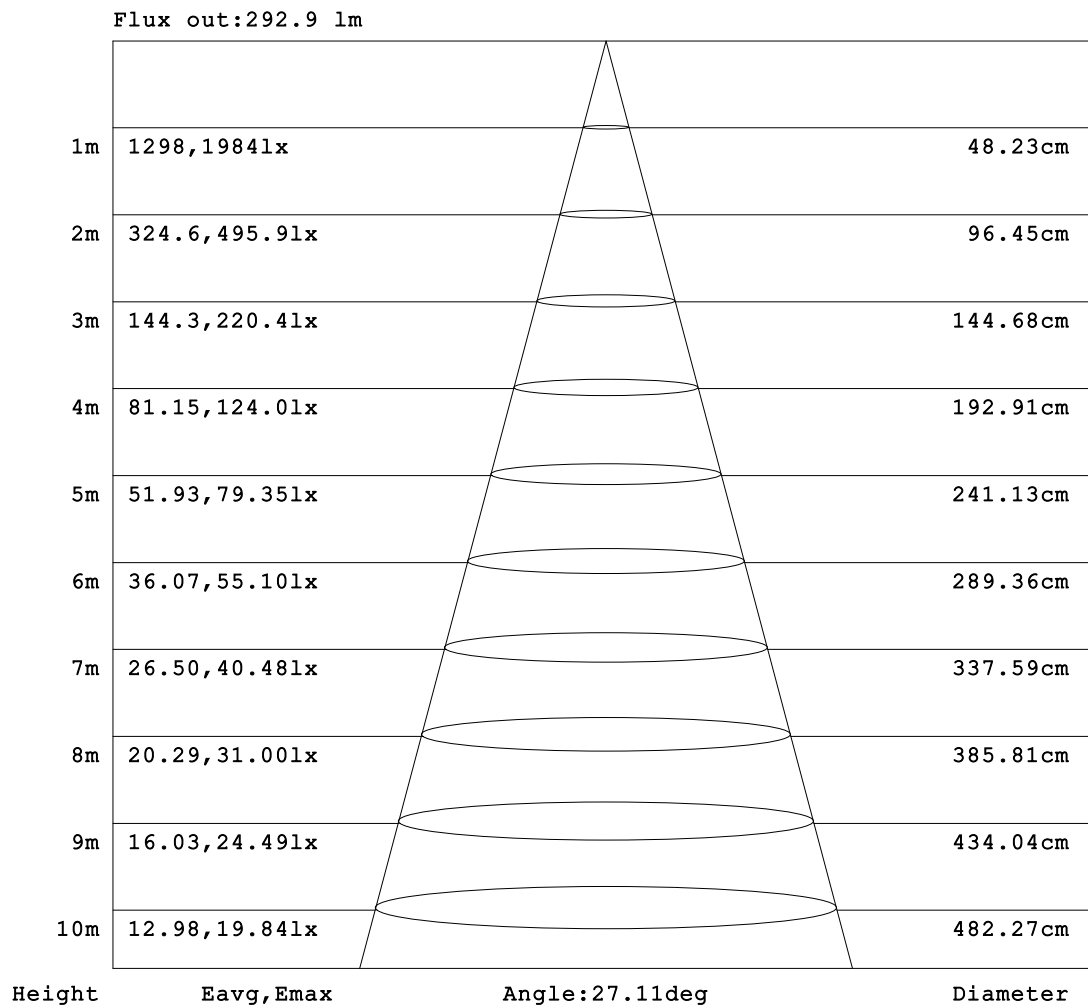 Flux out:292.9 lm
1m 1298,1984lx 48.23cm
2m 324.6,495.9lx 96.45cm
3m 144.3,220.4lx 144.68cm
4m 81.15,124.0lx 192.91cm
5m 51.93,79.35lx 241.13cm
6m 36.07,55.10lx 289.36cm
7m 26.50,40.48lx 337.59cm
8m 20.29,31.00lx 385.81cm
9m 16.03,24.49lx 434.04cm
10m 12.98,19.84lx 482.27cm
Height Eavg,Emax Angle:27.11deg Diameter